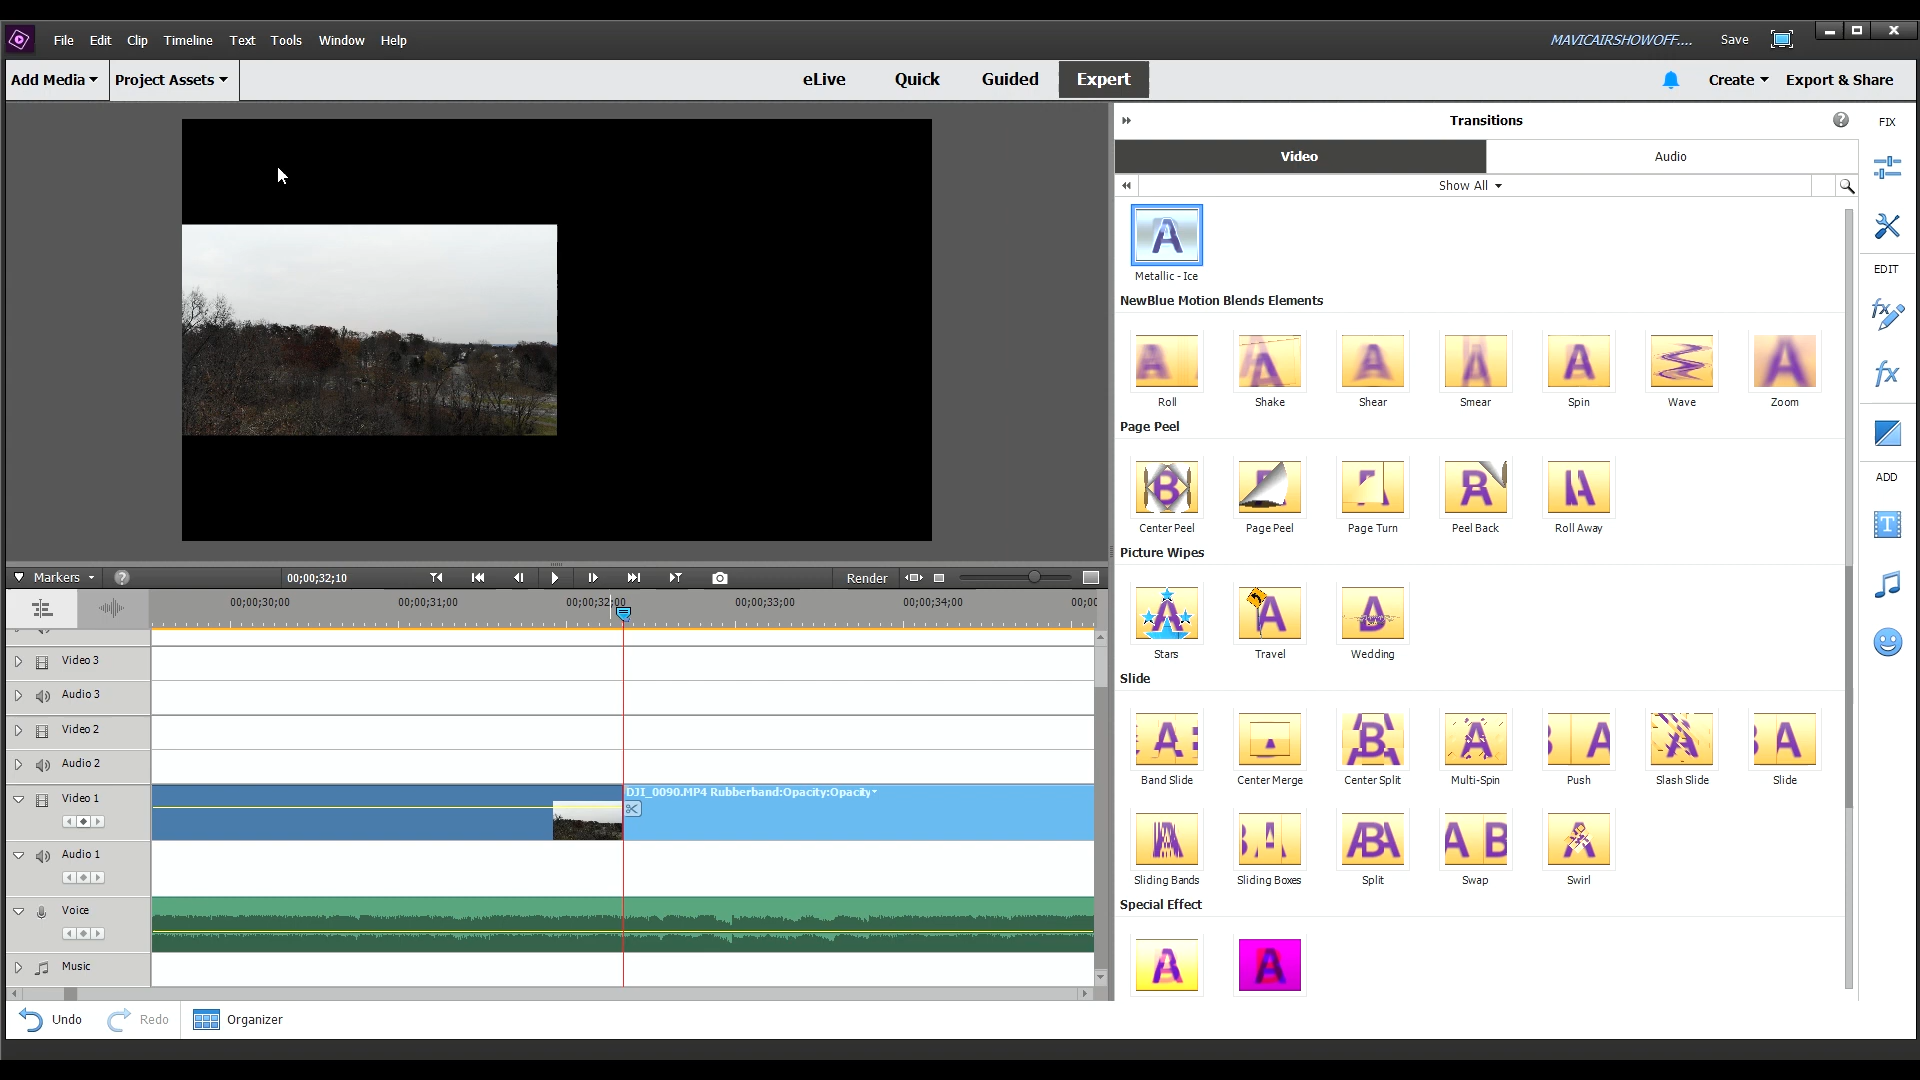 File Edit Clip Timeline Text Tools Window Help
MAVICAIRSHOWOFF.... Save
Add Media Project Assets
eLive Quick Guided Expert
Create Export & Share
Transitions
FIX
Video Audio
Show All
Metallic - Ice
EDIT
NewBlue Motion Blends Elements
Roll Shake Shear Smear Spin Wave Zoom
Page Peel
Center Peel Page Peel Page Turn Peel Back Roll Away
ADD
Picture Wipes
Stars Travel Wedding
Slide
Band Slide Center Merge Center Split Multi-Spin Push Slash Slide Slide
Sliding Bands Sliding Boxes Split Swap Swirl
Special Effect
Markers 00;00;32;10 Render
00;00;30;00 00;00;31;00 00;00;32;00 00;00;33;00 00;00;34;00
Video 3
Audio 3
Video 2
Audio 2
Video 1
DJI_0090.MP4 Rubberband:Opacity:Opacity
Audio 1
Voice
Music
Undo Redo Organizer